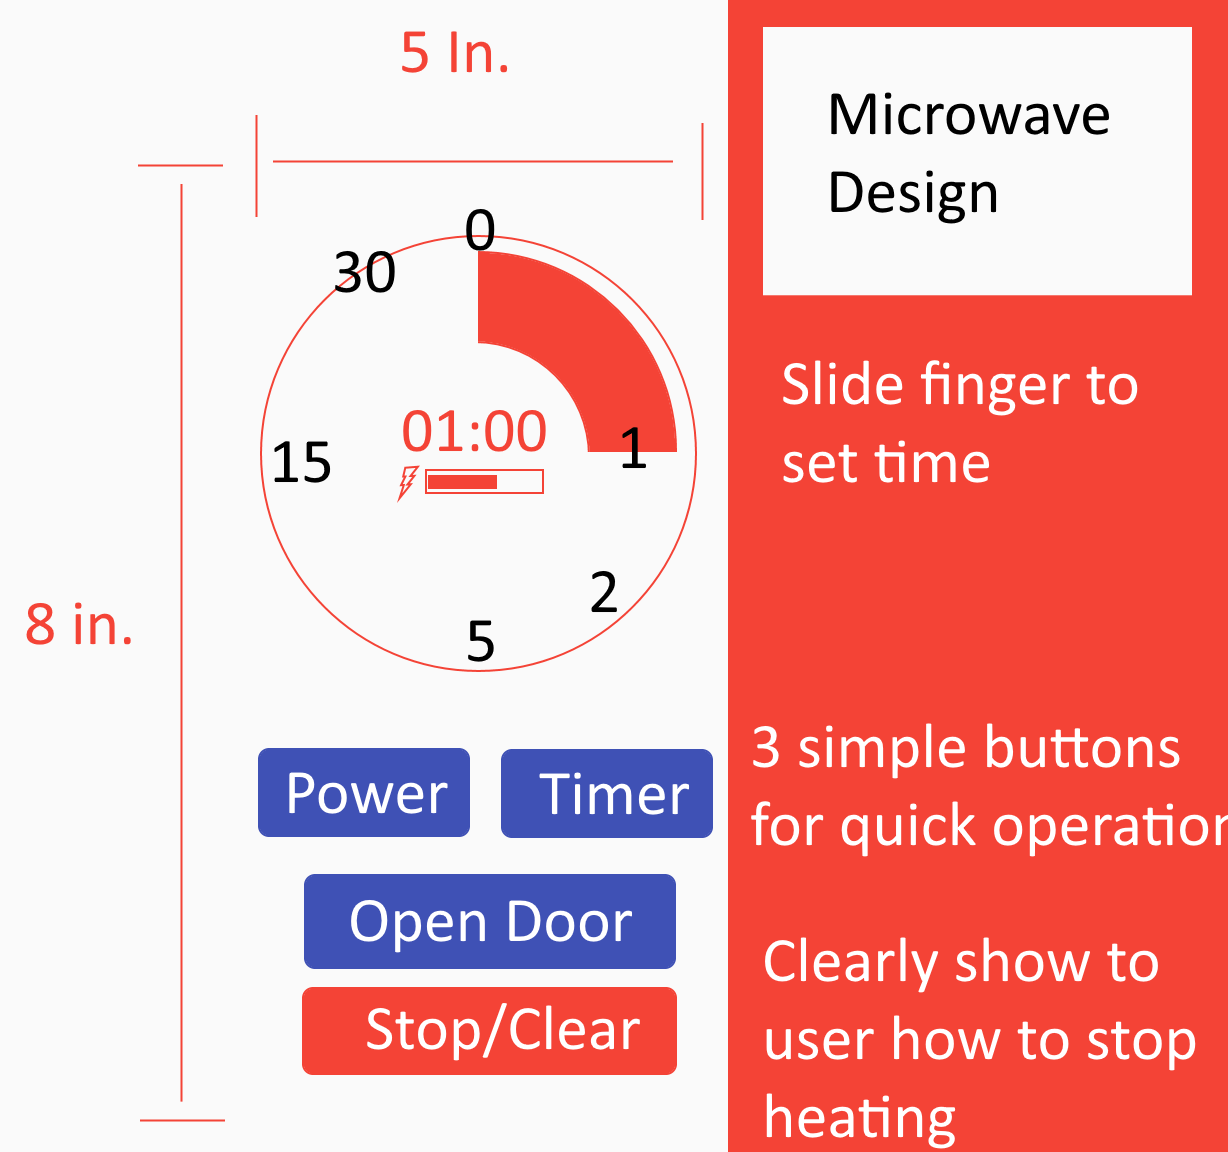 5 In.
Microwave
Design
0
30
15
01:00
1
2
5
8 in.
Slide finger to
set time
Power
Timer
Open Door
Stop/Clear
3 simple buttons
for quick operation
Clearly show to
user how to stop
heating